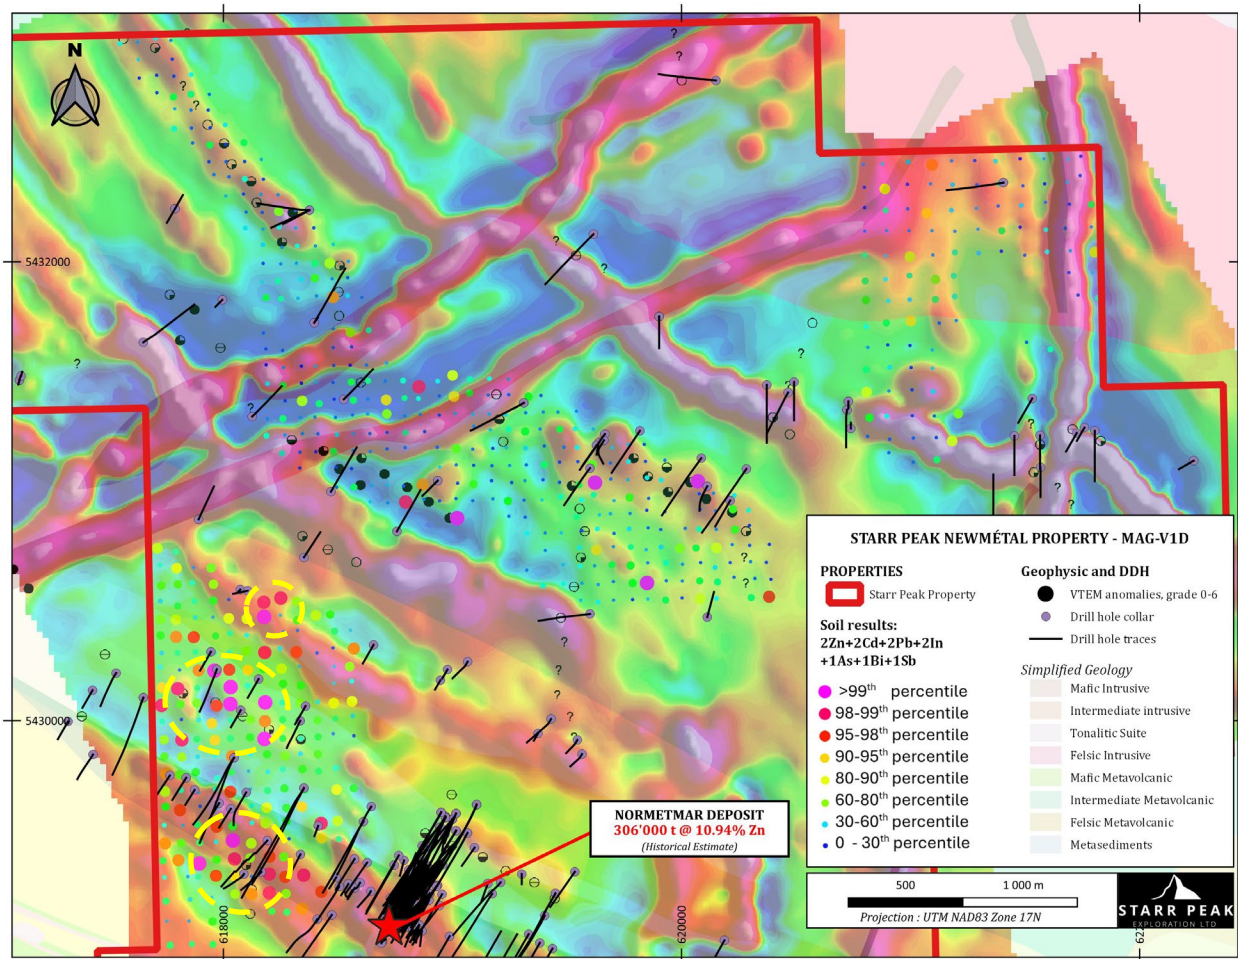 N
5432000
5430000
618000
620000
STARR PEAK NEWMÉTAL PROPERTY - MAG-V1D
PROPERTIES
Starr Peak Property
Soil results:
2Zn+2Cd+2Pb+2In
+1As+1Bi+1Sb
>99th percentile
98-99th percentile
95-98th percentile
90-95th percentile
80-90th percentile
60-80th percentile
30-60th percentile
0 - 30th percentile
Geophysic and DDH
VTEM anomalies, grade 0-6
Drill hole collar
Drill hole traces
Simplified Geology
Mafic Intrusive
Intermediate intrusive
Tonalitic Suite
Felsic Intrusive
Mafic Metavolcanic
Intermediate Metavolcanic
Felsic Metavolcanic
Metasediments
NORMETMAR DEPOSIT
306'000 t @ 10.94% Zn
(Historical Estimate)
500 1 000 m
Projection : UTM NAD83 Zone 17N
STARR PEAK
EXPLORATION LTD